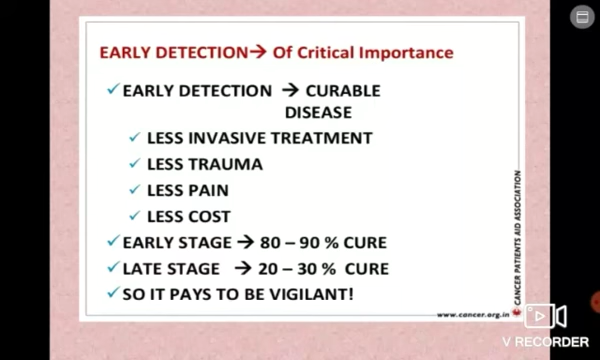 EARLY DETECTION→ Of Critical Importance
✓EARLY DETECTION → CURABLE
DISEASE
✓ LESS INVASIVE TREATMENT
✓ LESS TRAUMA
✓ LESS PAIN
✓ LESS COST
✓EARLY STAGE → 80 – 90 % CURE
✓LATE STAGE → 20 – 30 % CURE
✓SO IT PAYS TO BE VIGILANT!
CANCER PATIENTS AID ASSOCIATION
www.cancer.org.in
V RECORDER